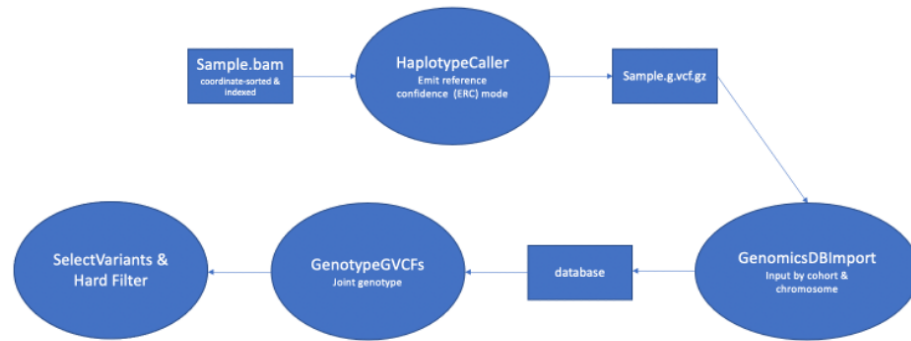 Sample.bam
coordinate-sorted &
indexed
HaplotypeCaller
Emit reference
confidence (ERC) mode
Sample.g.vcf.gz
GenomicsDBImport
Input by cohort &
chromosome
database
GenotypeGVCFs
Joint genotype
SelectVariants &
Hard Filter